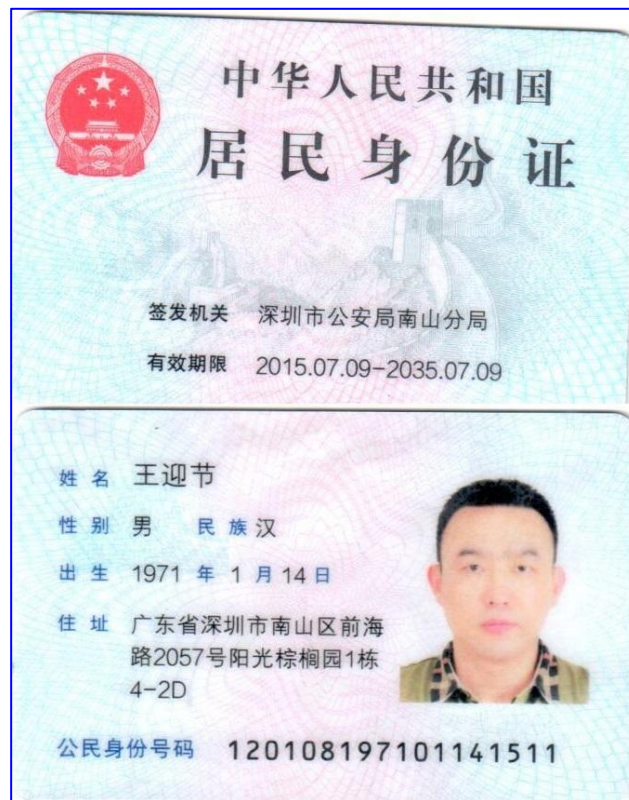 中华人民共和国
居民身份证
签发机关 深圳市公安局南山分局
有效期限 2015.07.09-2035.07.09
姓名 王迎节
性别 男 民族 汉
出生 1971 年 1 月 14 日
住址 广东省深圳市南山区前海
路2057号阳光棕榈园1栋
4-2D
公民身份号码 120108197101141511